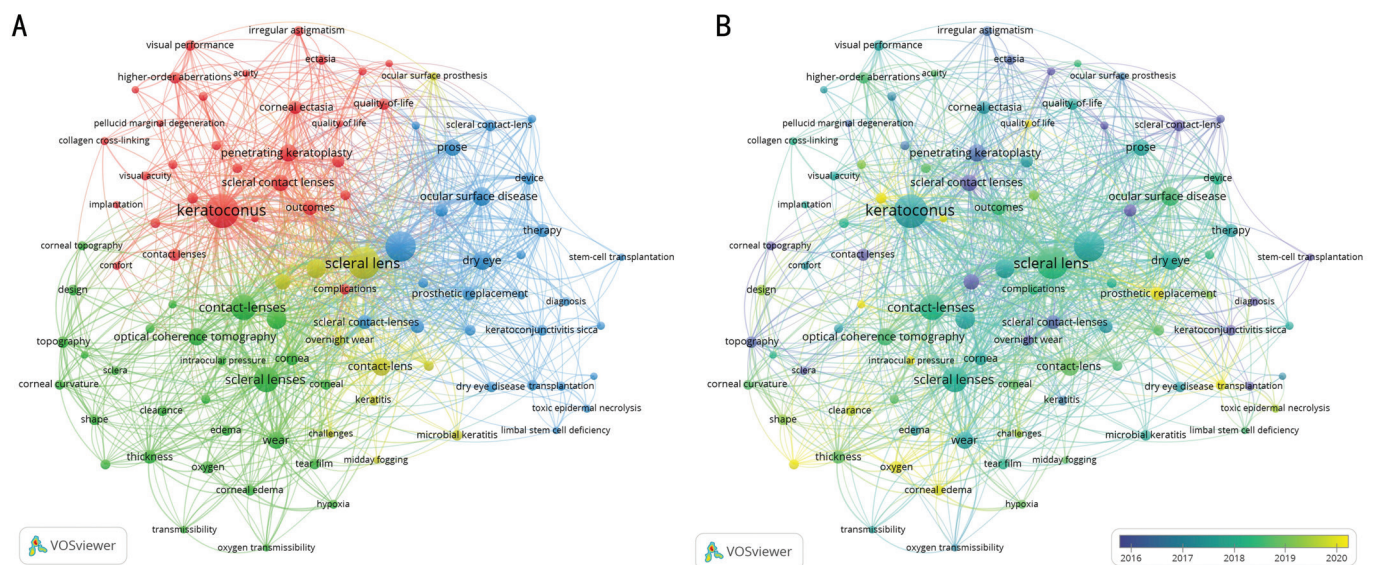 A
irregular astigmatism
visual performance
ectasia
higher-order aberrations
acuity
ocular surface prosthesis
corneal ectasia
quality-of-life
pellucid marginal degeneration
quality of life
scleral contact-lens
collagen cross-linking
penetrating keratoplasty
prose
visual acuity
scleral contact lenses
device
ocular surface disease
implantation
keratoconus
outcomes
therapy
corneal topography
contact lenses
stem-cell transplantation
comfort
scleral lens
dry eye
design
complications
prosthetic replacement
diagnosis
contact-lenses
scleral contact-lenses
keratoconjunctivitis sicca
topography
optical coherence tomography
overnight wear
sclera
intraocular pressure
cornea
contact-lens
corneal curvature
scleral lenses
corneal
dry eye disease
transplantation
shape
clearance
keratitis
toxic epidermal necrolysis
edema
wear
challenges
microbial keratitis
limbal stem cell deficiency
thickness
oxygen
tear film
midday fogging
corneal edema
hypoxia
transmissibility
oxygen transmissibility
VOSviewer
B
irregular astigmatism
visual performance
ectasia
higher-order aberrations
acuity
ocular surface prosthesis
corneal ectasia
quality-of-life
pellucid marginal degeneration
quality of life
scleral contact-lens
collagen cross-linking
penetrating keratoplasty
prose
visual acuity
scleral contact lenses
device
ocular surface disease
implantation
keratoconus
outcomes
therapy
corneal topography
contact lenses
stem-cell transplantation
comfort
scleral lens
dry eye
design
complications
prosthetic replacement
diagnosis
contact-lenses
scleral contact-lenses
keratoconjunctivitis sicca
topography
optical coherence tomography
overnight wear
sclera
intraocular pressure
cornea
contact-lens
corneal curvature
scleral lenses
corneal
dry eye disease
transplantation
shape
clearance
keratitis
toxic epidermal necrolysis
edema
wear
challenges
microbial keratitis
limbal stem cell deficiency
thickness
oxygen
tear film
midday fogging
corneal edema
hypoxia
transmissibility
oxygen transmissibility
VOSviewer
2016 2017 2018 2019 2020